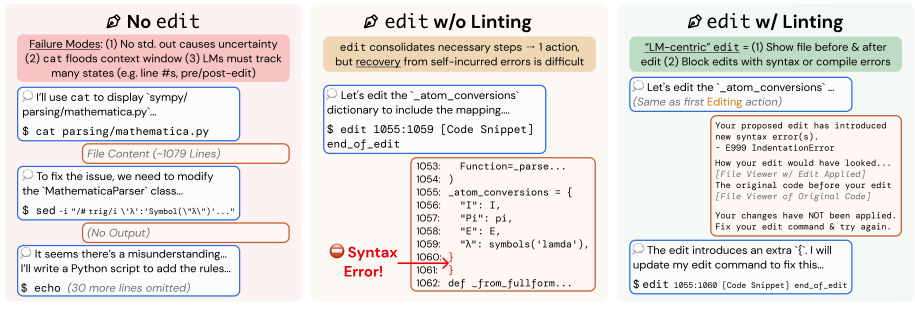 No edit
Failure Modes: (1) No std. out causes uncertainty
(2) cat floods context window (3) LMs must track
many states (e.g. line #s, pre/post-edit)
I'll use cat to display `sympy/
parsing/mathematica.py`...
$ cat parsing/mathematica.py
File Content (~1079 Lines)
To fix the issue, we need to modify
the `MathematicaParser` class...
$ sed -i "/# trig/i \'λ':'Symbol(\"λ\")'..."
(No Output)
It seems there's a misunderstanding...
I'll write a Python script to add the rules...
$ echo (30 more lines omitted)
edit w/o Linting
edit consolidates necessary steps → 1 action,
but recovery from self-incurred errors is difficult
Let's edit the `_atom_conversions`
dictionary to include the mapping....
$ edit 1055:1059 [Code Snippet]
end_of_edit
1053: Function=_parse...
1054: )
1055: _atom_conversions = {
1056: "I": I,
1057: "Pi": pi,
1058: "E": E,
1059: "λ": symbols('lamda'),
1060: }
1061: }
1062: def _from_fullform...
Syntax
Error!
edit w/ Linting
"LM-centric" edit = (1) Show file before & after
edit (2) Block edits with syntax or compile errors
Let's edit the `_atom_conversions` ...
(Same as first Editing action)
Your proposed edit has introduced
new syntax error(s).
- E999 IndentationError
How your edit would have looked...
[File Viewer w/ Edit Applied]
The original code before your edit
[File Viewer of Original Code]
Your changes have NOT been applied.
Fix your edit command & try again.
The edit introduces an extra `{`. I will
update my edit command to fix this...
$ edit 1055:1060 [Code Snippet] end_of_edit